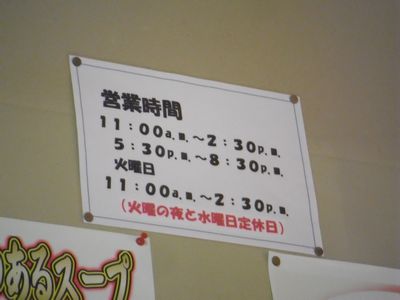 営業時間
11:00a.m.～2:30p.m.
5:30p.m.～8:30p.m.
火曜日
11:00a.m.～2:30p.m.
(火曜の夜と水曜日定休日)
あるスープ